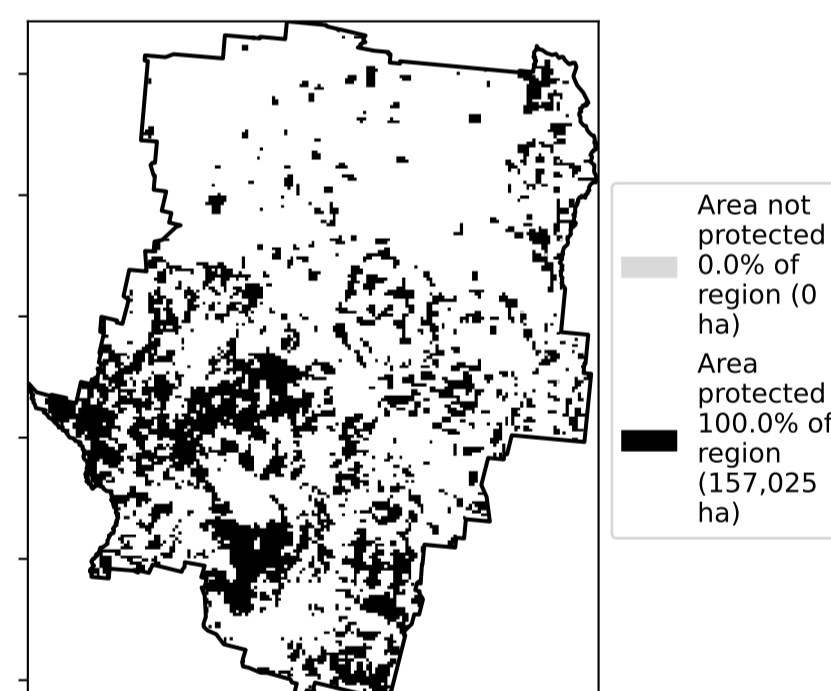 Area not
protected
0.0% of
region (0
ha)
Area
protected
100.0% of
region
(157,025
ha)